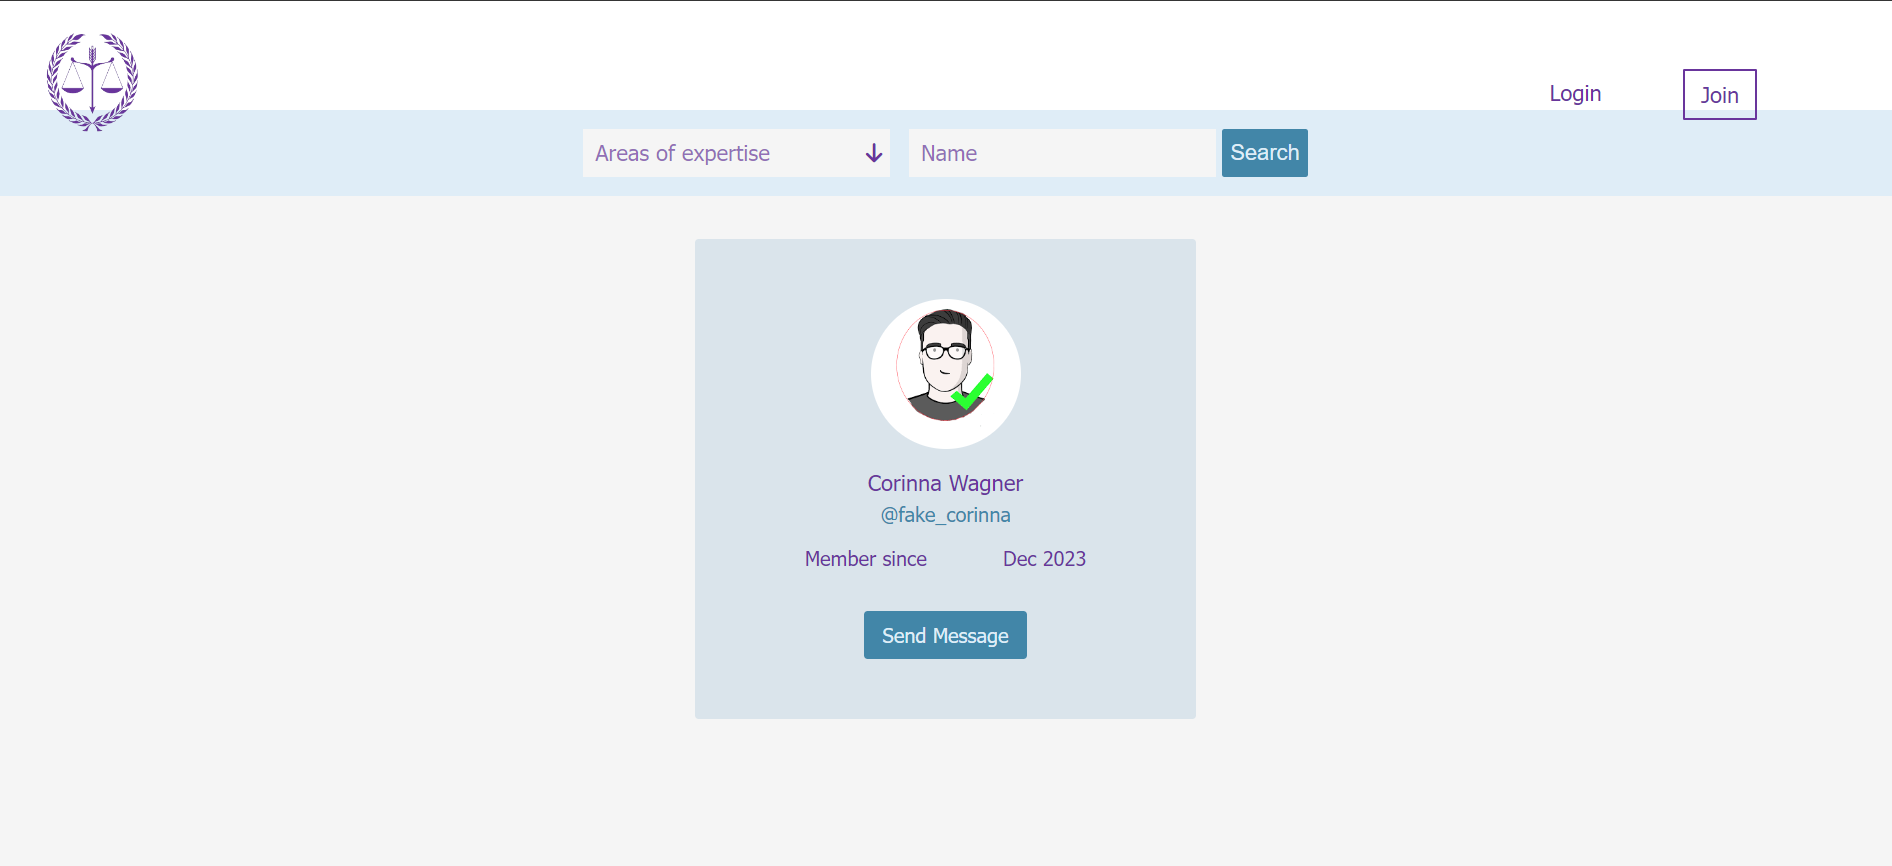 Login
Join
Areas of expertise
Name
Search
Corinna Wagner
@fake_corinna
Member since Dec 2023
Send Message